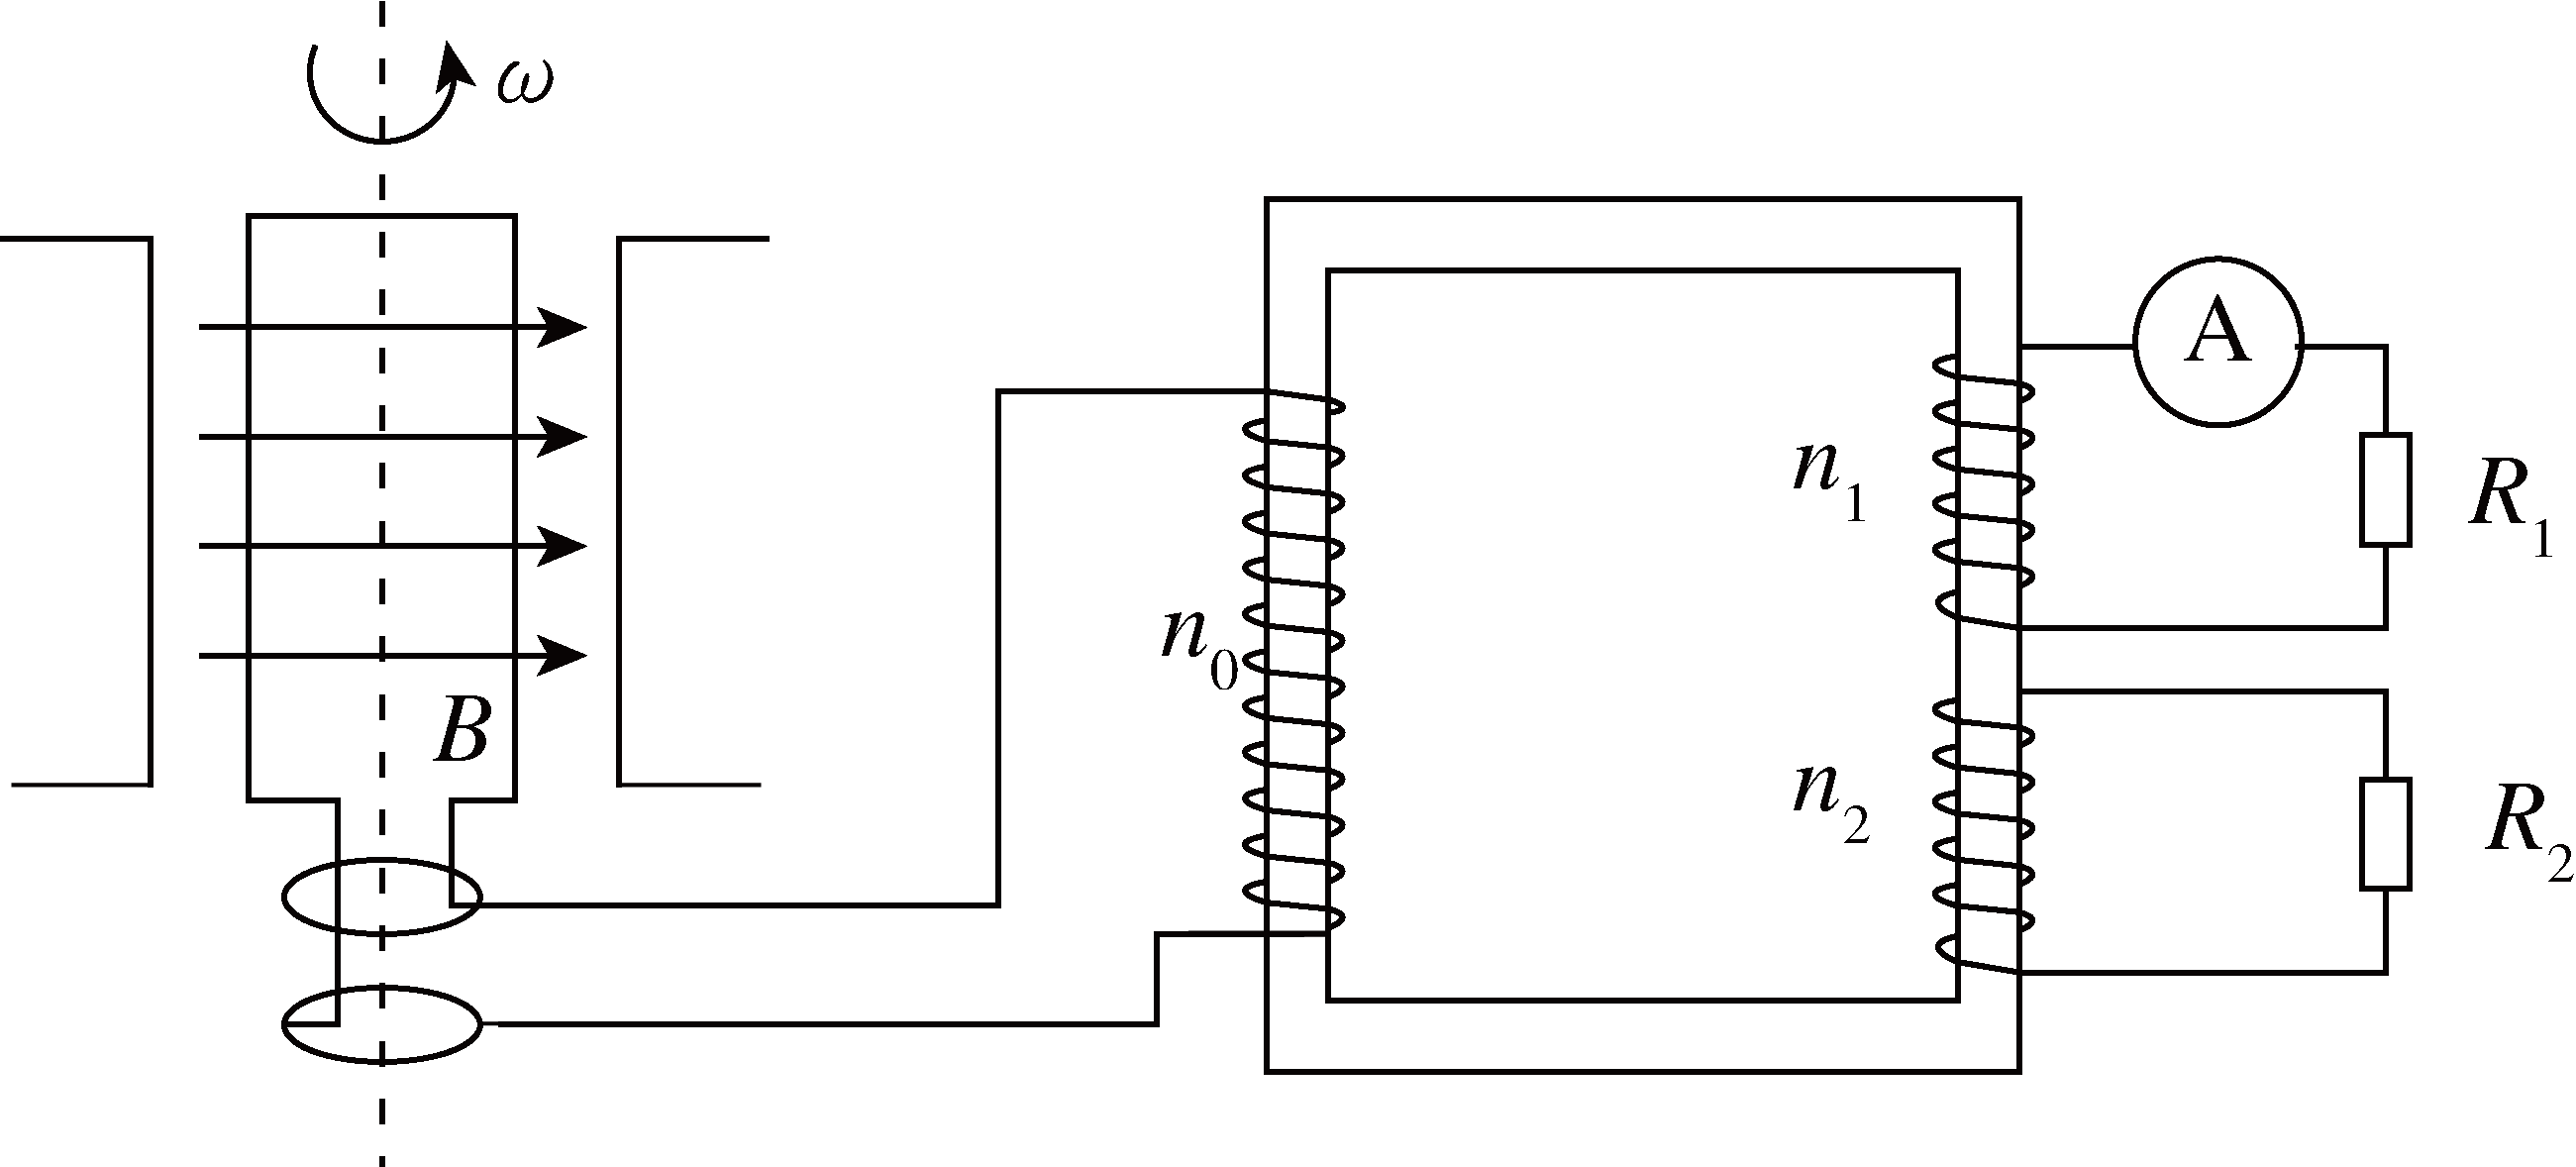 ω
B
n₀
n₁
n₂
A
R₁
R₂